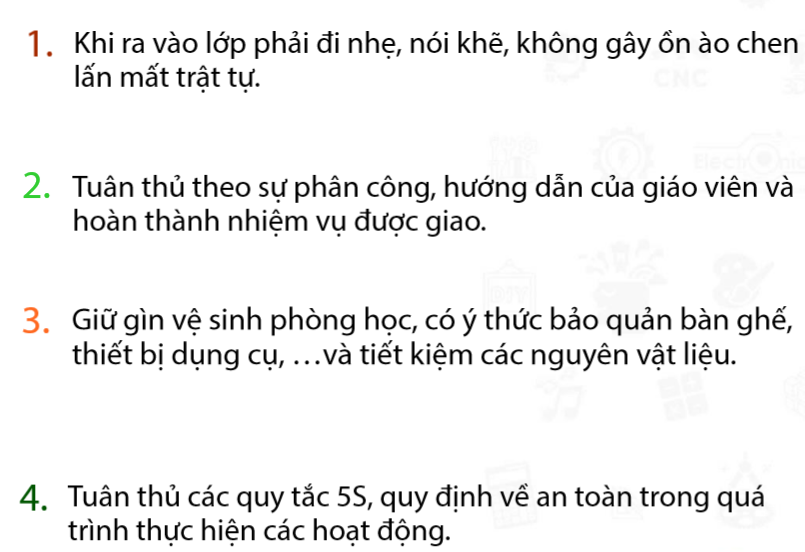 1. Khi ra vào lớp phải đi nhẹ, nói khẽ, không gây ồn ào chen
lấn mất trật tự.
CNC
Electronic
2. Tuân thủ theo sự phân công, hướng dẫn của giáo viên và
hoàn thành nhiệm vụ được giao.
DIY
3. Giữ gìn vệ sinh phòng học, có ý thức bảo quản bàn ghế,
thiết bị dụng cụ, ...và tiết kiệm các nguyên vật liệu.
4. Tuân thủ các quy tắc 5S, quy định về an toàn trong quá
trình thực hiện các hoạt động.